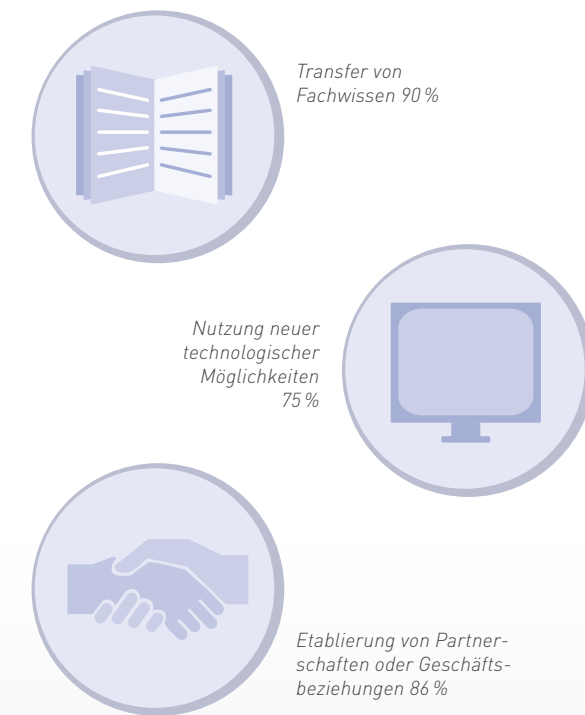 Transfer von
Fachwissen 90 %
Nutzung neuer
technologischer
Möglichkeiten
75 %
Etablierung von Partner-
schaften oder Geschäfts-
beziehungen 86 %